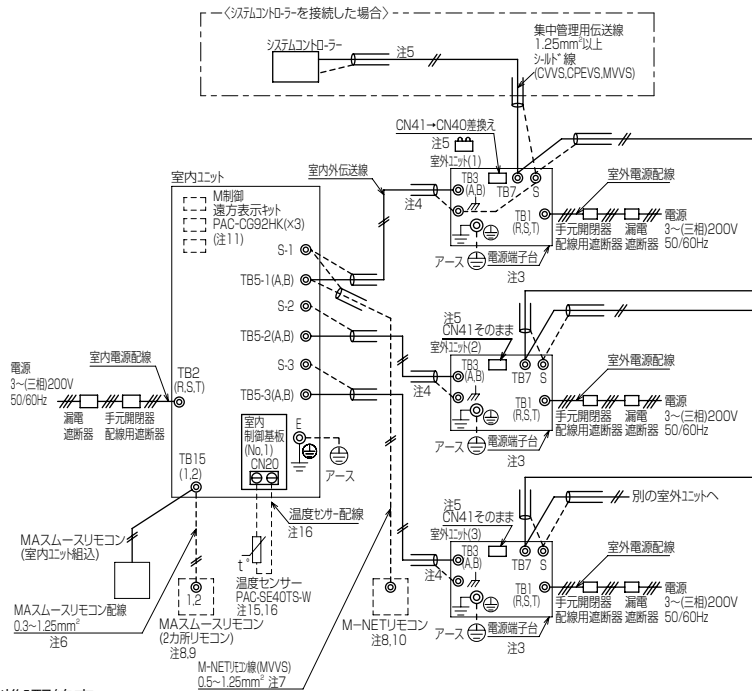 〈システムコントローラーを接続した場合〉
システムコントローラー
注5
集中管理用伝送線
1.25mm²以上
シールド線
(CVVS,CPEVS,MVVS)
CN41→CN40差換え
注5
室外ユニット(1)
室内外伝送線
TB3
(A,B)
TB7
S
注4
TB1
(R,S,T)
室外電源配線
手元開閉器
配線用遮断器
漏電
遮断器
電源
3~(三相)200V
50/60Hz
アース
電源端子台
注3
室内ユニット
M制御
遠方表示キット
PAC-CG92HK(×3)
(注11)
S-1
TB5-1(A,B)
S-2
TB5-2(A,B)
S-3
TB5-3(A,B)
注5
CN41そのまま
室外ユニット(2)
TB3
(A,B)
TB7
S
注4
TB1
(R,S,T)
室外電源配線
手元開閉器
配線用遮断器
漏電
遮断器
電源
3~(三相)200V
50/60Hz
アース
電源端子台
注3
電源
3~(三相)200V
50/60Hz
室内電源配線
漏電
遮断器
手元開閉器
配線用遮断器
TB2
(R,S,T)
室内
制御基板
(No,1)
CN20
E
アース
TB15
(1,2)
温度センサー配線
注16
t°
温度センサー
PAC-SE40TS-W
注15,16
MAスムースリモコン
(室内ユニット組込)
MAスムースリモコン配線
0.3~1.25mm²
注6
1,2
MAスムースリモコン
(2カ所リモコン)
注8,9
M-NETリモコン
注8,10
M-NETリモコン線(MVVS)
0.5~1.25mm² 注7
注5
CN41そのまま
室外ユニット(3)
別の室外ユニットへ
TB3
(A,B)
TB7
S
注4
TB1
(R,S,T)
室外電源配線
手元開閉器
配線用遮断器
漏電
遮断器
電源
3~(三相)200V
50/60Hz
アース
電源端子台
注3